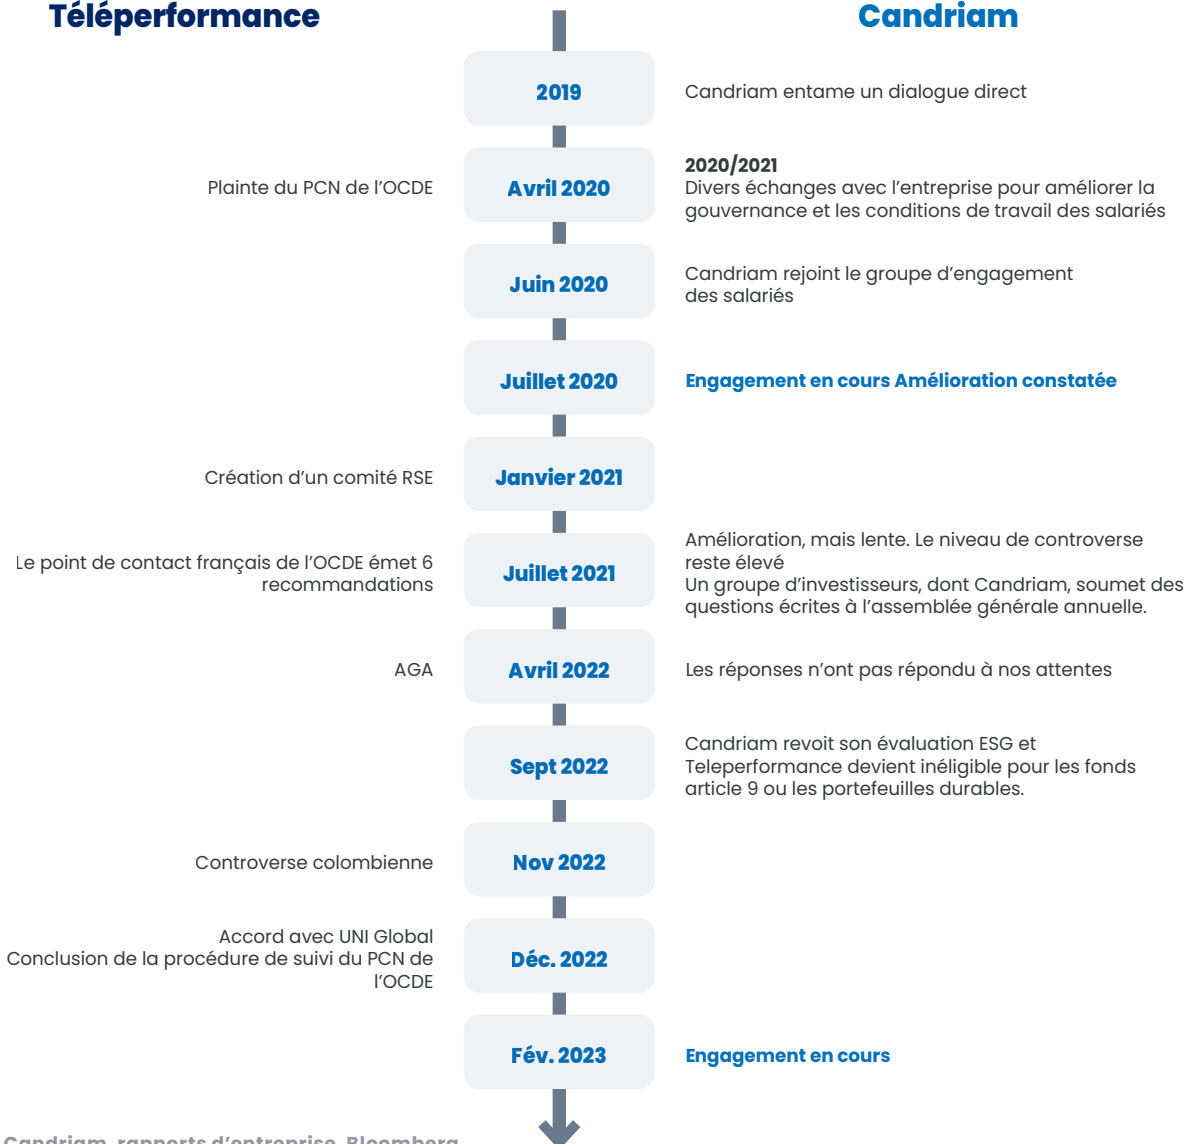 Téléperformance
Candriam
2019
Candriam entame un dialogue direct
Plainte du PCN de l'OCDE
Avril 2020
2020/2021
Divers échanges avec l'entreprise pour améliorer la
gouvernance et les conditions de travail des salariés
Juin 2020
Candriam rejoint le groupe d'engagement
des salariés
Juillet 2020
Engagement en cours Amélioration constatée
Création d'un comité RSE
Janvier 2021
Le point de contact français de l'OCDE émet 6
recommandations
Juillet 2021
Amélioration, mais lente. Le niveau de controverse
reste élevé
Un groupe d'investisseurs, dont Candriam, soumet des
questions écrites à l'assemblée générale annuelle.
AGA
Avril 2022
Les réponses n'ont pas répondu à nos attentes
Sept 2022
Candriam revoit son évaluation ESG et
Teleperformance devient inéligible pour les fonds
article 9 ou les portefeuilles durables.
Controverse colombienne
Nov 2022
Accord avec UNI Global
Conclusion de la procédure de suivi du PCN de
l'OCDE
Déc. 2022
Fév. 2023
Engagement en cours
Candriam, rapports d'entreprise, Bloomberg